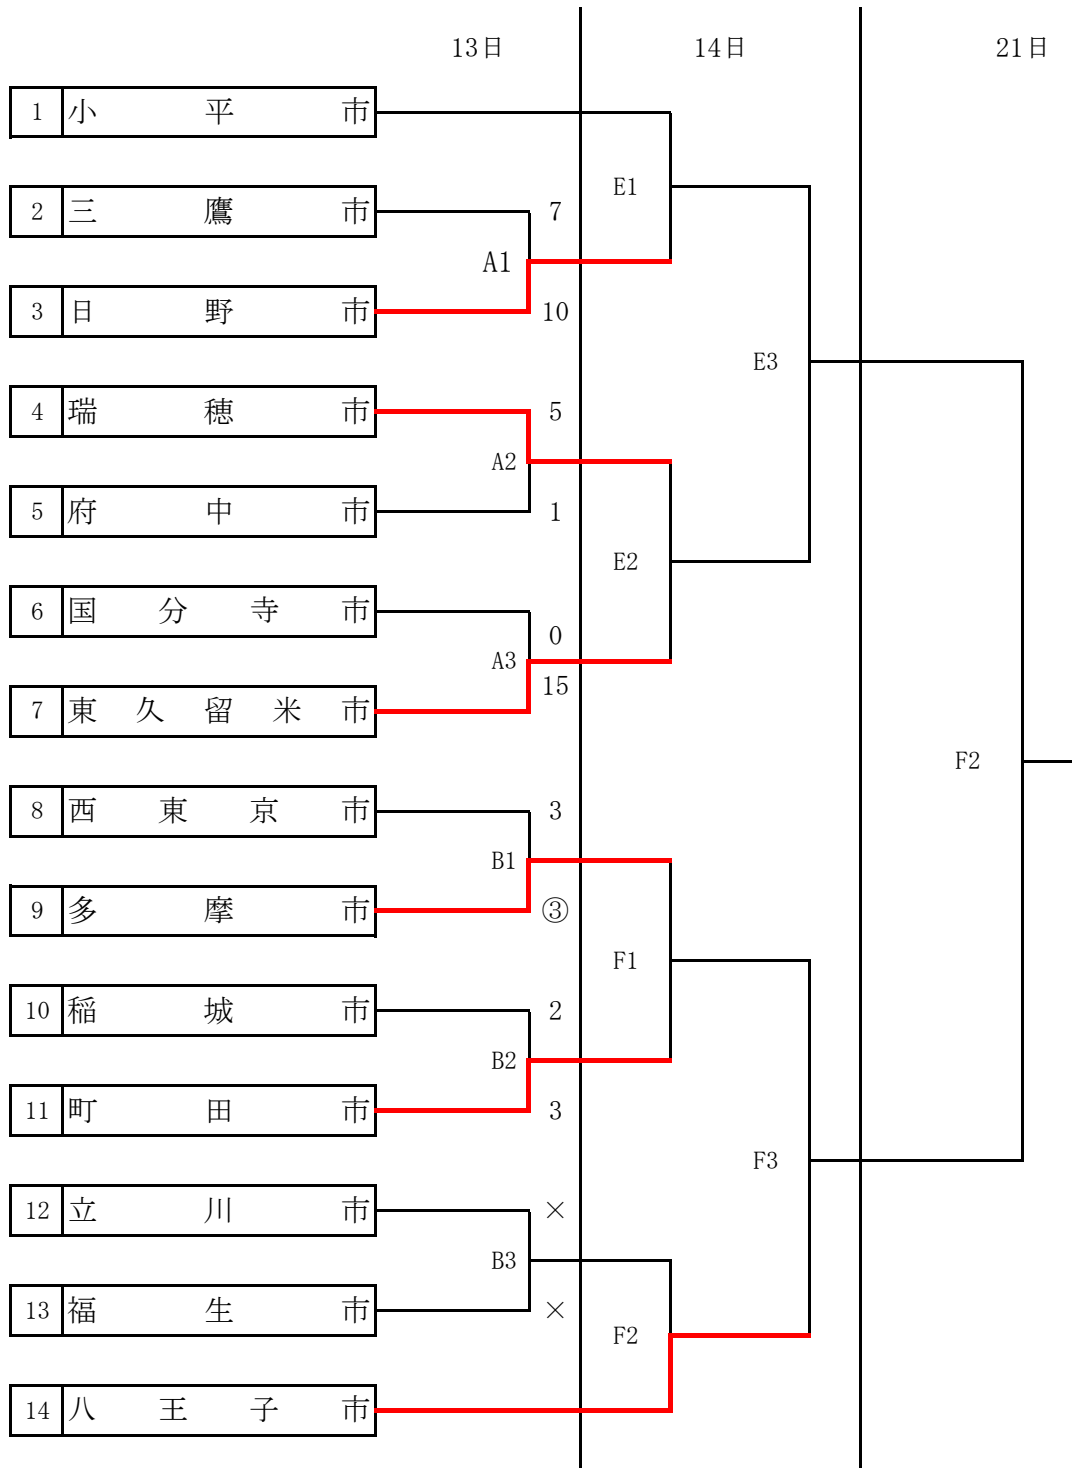 13日 14日 21日
1 小平市
E1
2 三鷹市 7
A1
3 日野市 10
E3
4 瑞穂市 5
A2
5 府中市 1
E2
6 国分寺市 0
A3
7 東久留米市 15
F2
8 西東京市 3
B1
9 多摩市 ③
F1
10 稲城市 2
B2
11 町田市 3
F3
12 立川市 ×
B3
13 福生市 ×
F2
14 八王子市